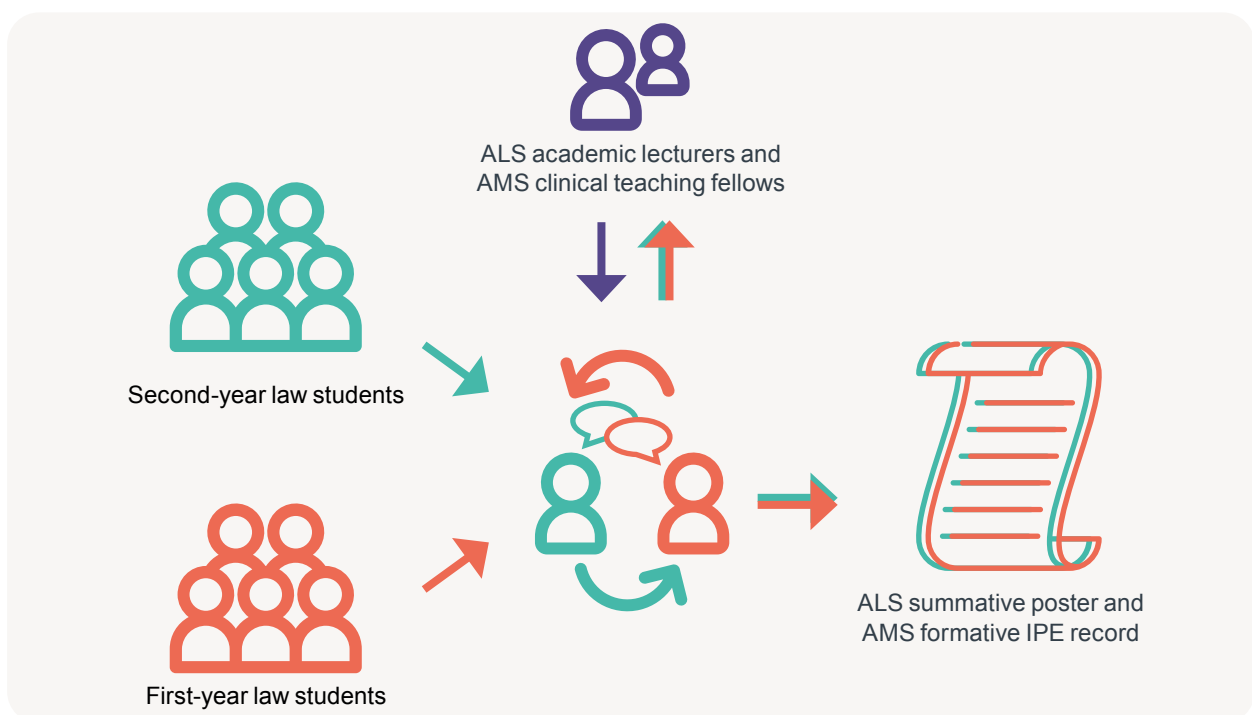 ALS academic lecturers and
AMS clinical teaching fellows
Second-year law students
First-year law students
ALS summative poster and
AMS formative IPE record